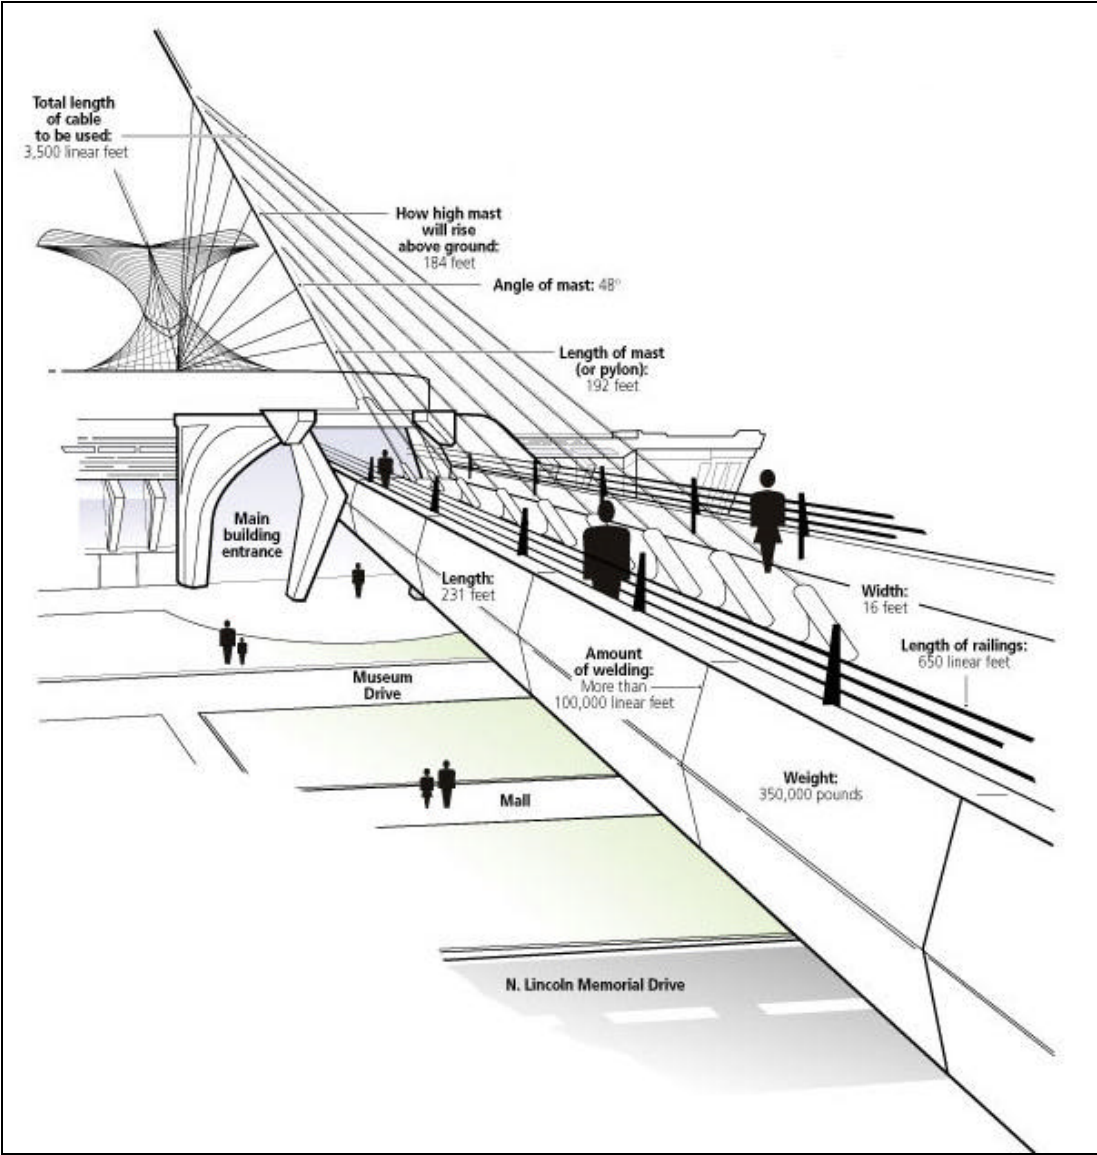 Total length
of cable
to be used:
3,500 linear feet
How high mast
will rise
above ground:
184 feet
Angle of mast: 48°
Length of mast
(or pylon):
192 feet
Main
building
entrance
Length:
231 feet
Width:
16 feet
Length of railings:
650 linear feet
Amount
of welding:
More than
100,000 linear feet
Museum
Drive
Weight:
350,000 pounds
Mall
N. Lincoln Memorial Drive